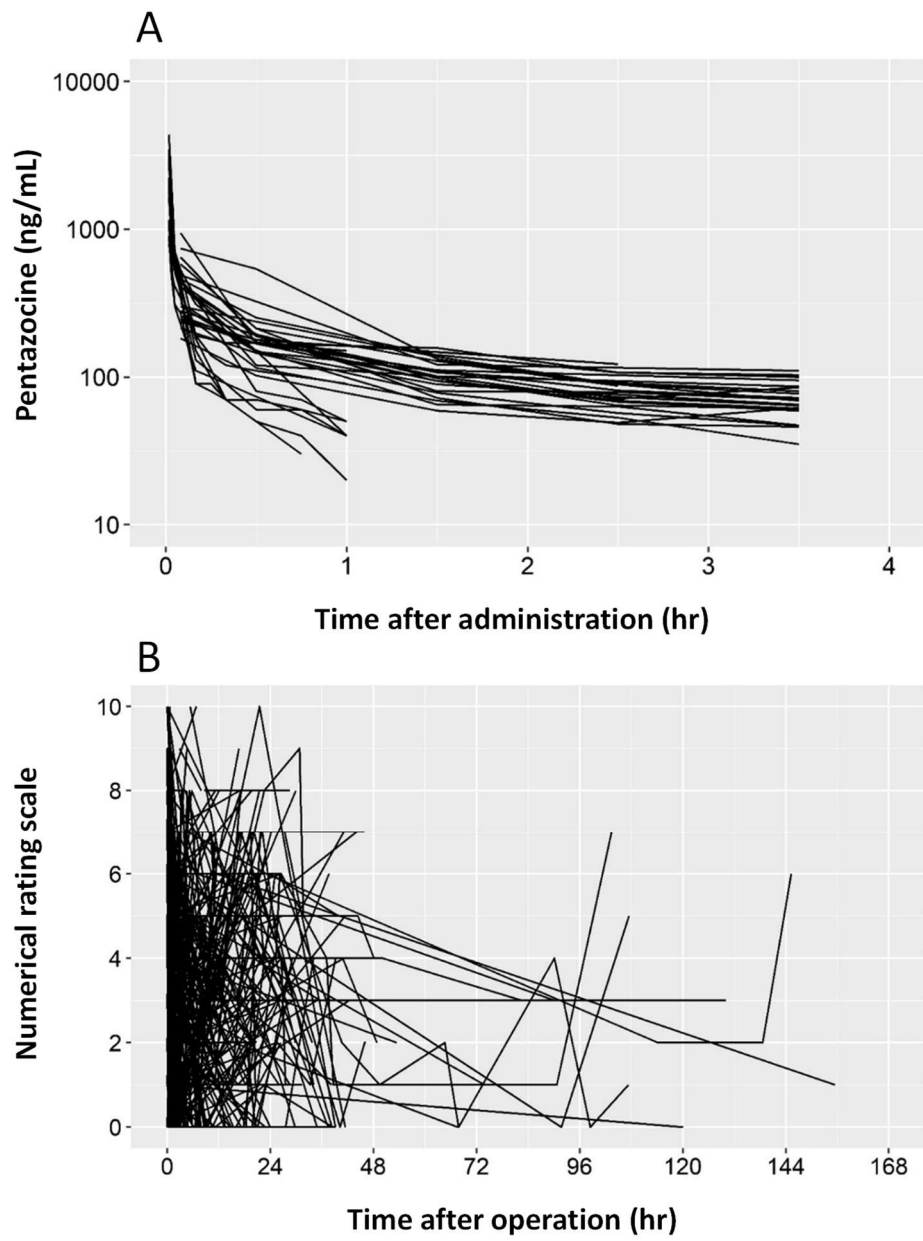 A
10000
1000
100
10
Pentazocine (ng/mL)
0 1 2 3 4
Time after administration (hr)
B
10
8
6
4
2
0
Numerical rating scale
0 24 48 72 96 120 144 168
Time after operation (hr)